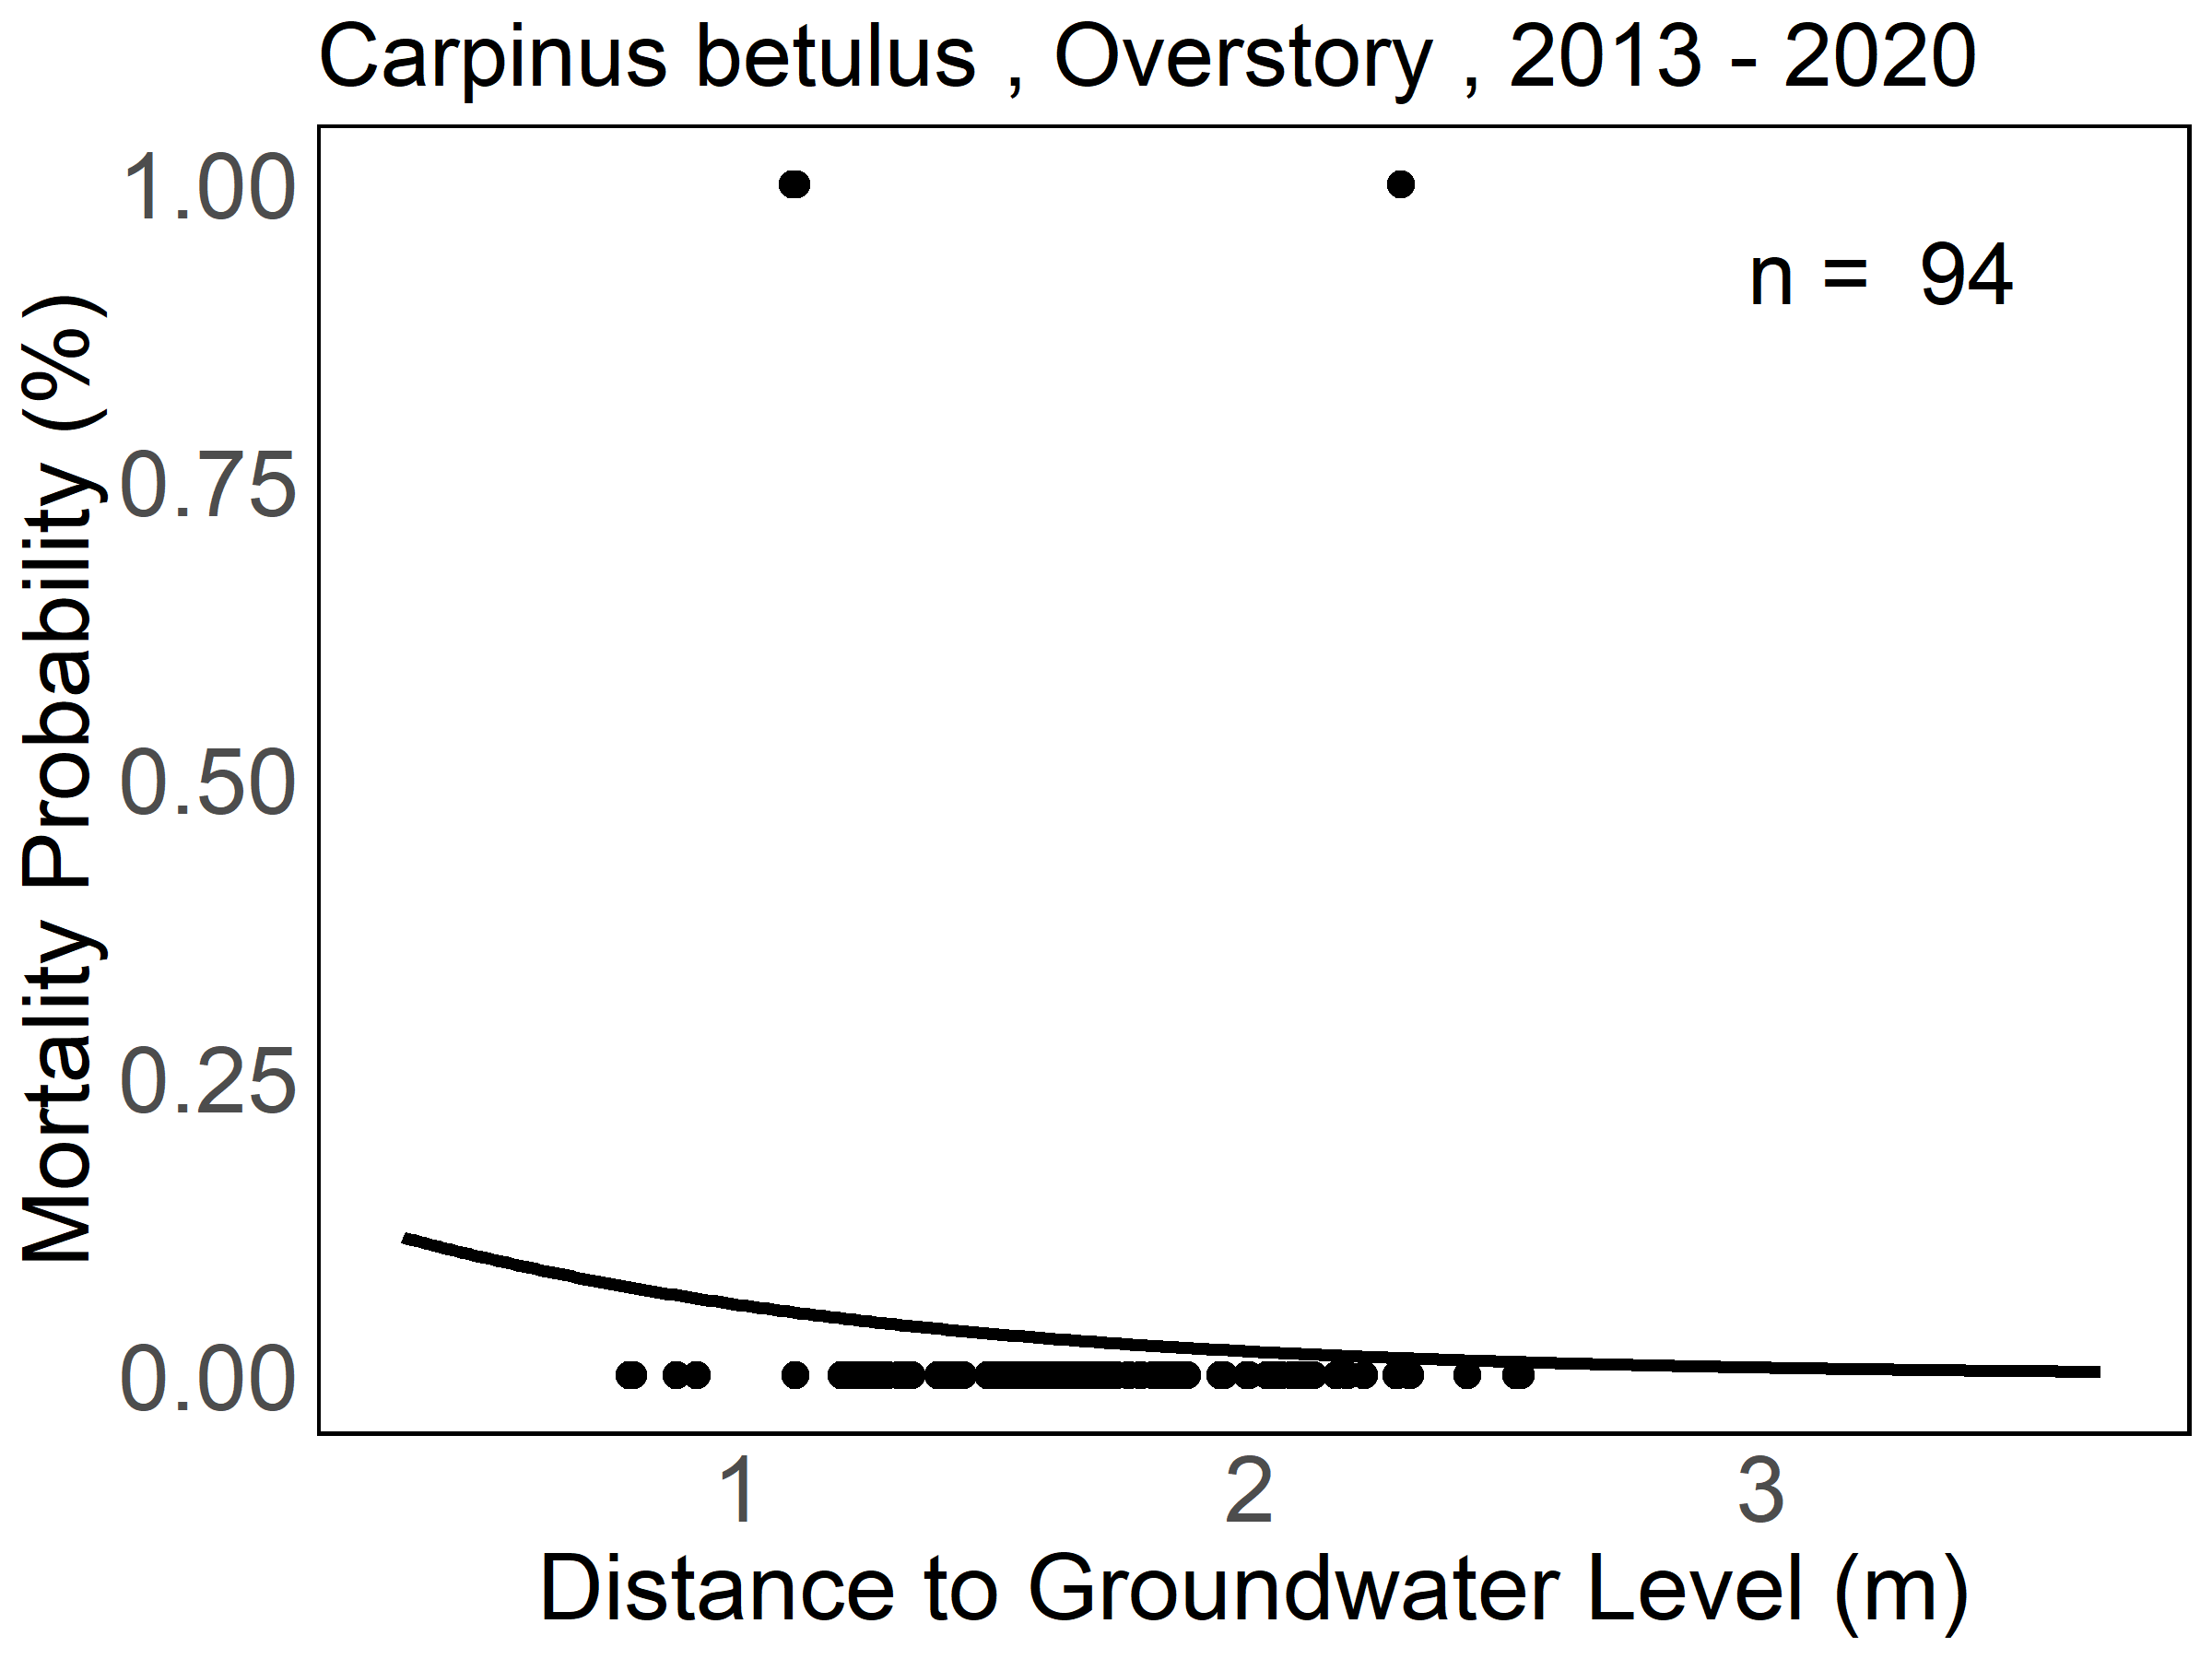 Carpinus betulus , Overstory , 2013 - 2020
1.00
n =  94
0.75
0.50
0.25
0.00
Mortality Probability (%)
1 2 3
Distance to Groundwater Level (m)